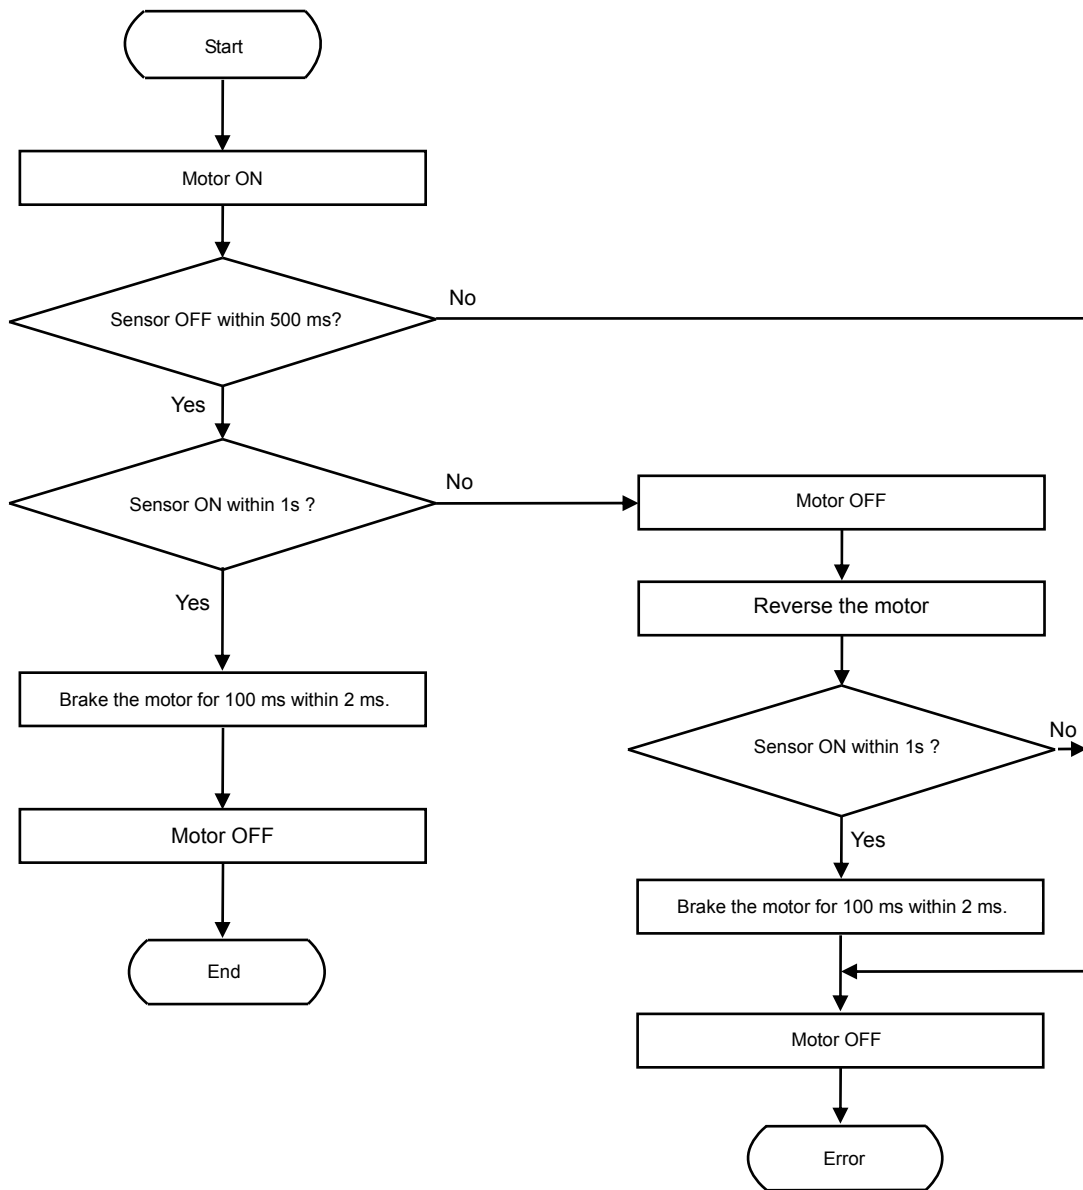 Start
Motor ON
Sensor OFF within 500 ms?
No
Yes
Sensor ON within 1s ?
No
Yes
Brake the motor for 100 ms within 2 ms.
Motor OFF
End
Motor OFF
Reverse the motor
Sensor ON within 1s ?
No
Yes
Brake the motor for 100 ms within 2 ms.
Motor OFF
Error